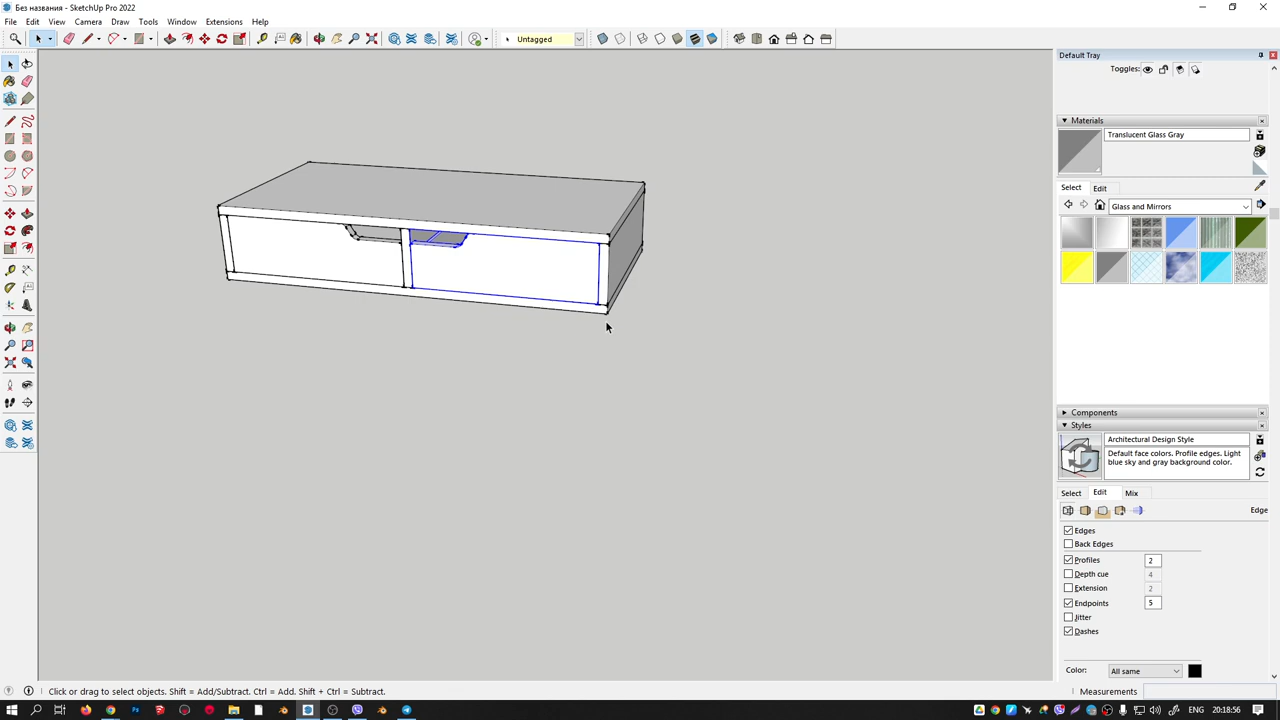 Без названия - SketchUp Pro 2022
File Edit View Camera Draw Tools Window Extensions Help
Untagged
Default Tray
Toggles:
Materials
Translucent Glass Gray
Select Edit
Glass and Mirrors
Components
Styles
Architectural Design Style
Default face colors. Profile edges. Light
blue sky and gray background color.
Select Edit Mix
Edge
Edges
Back Edges
Profiles 2
Depth cue 4
Extension 2
Endpoints 5
Jitter
Dashes
Color: All same
Click or drag to select objects. Shift = Add/Subtract. Ctrl = Add. Shift + Ctrl = Subtract.
Measurements
ENG 20:18:56